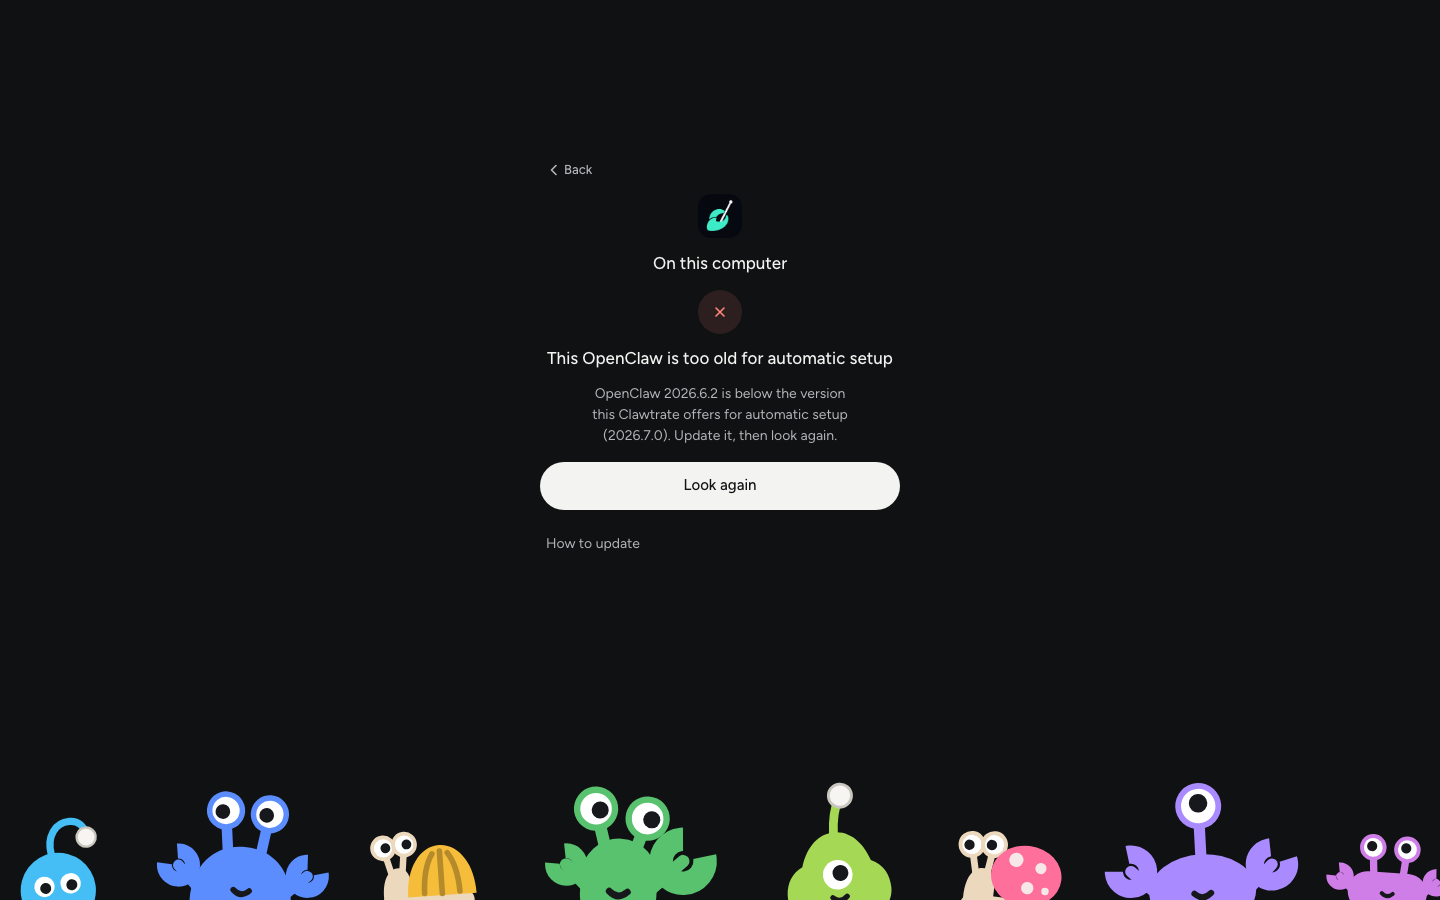 Back
On this computer
This OpenClaw is too old for automatic setup
OpenClaw 2026.6.2 is below the version
this Clawtrate offers for automatic setup
(2026.7.0). Update it, then look again.
Look again
How to update